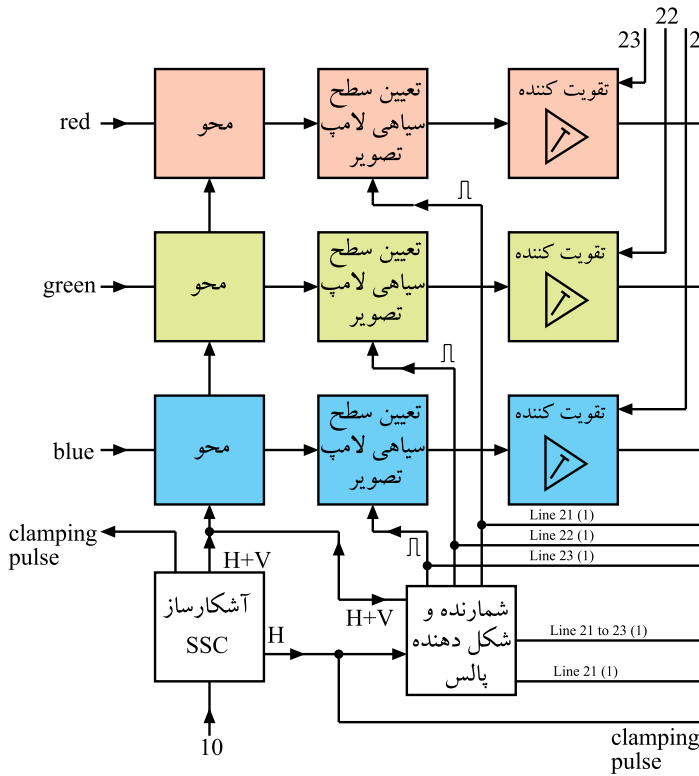 22
23
2
red
محو
تعیین سطح
سیاهی لامپ
تصویر
تقویت کننده
green
محو
تعیین سطح
سیاهی لامپ
تصویر
تقویت کننده
blue
محو
تعیین سطح
سیاهی لامپ
تصویر
تقویت کننده
Line 21 (1)
Line 22 (1)
Line 23 (1)
clamping
pulse
H+V
آشکارساز
SSC
H
H+V
شمارنده و
شکل دهنده
پالس
Line 21 to 23 (1)
Line 21 (1)
10
clamping
pulse